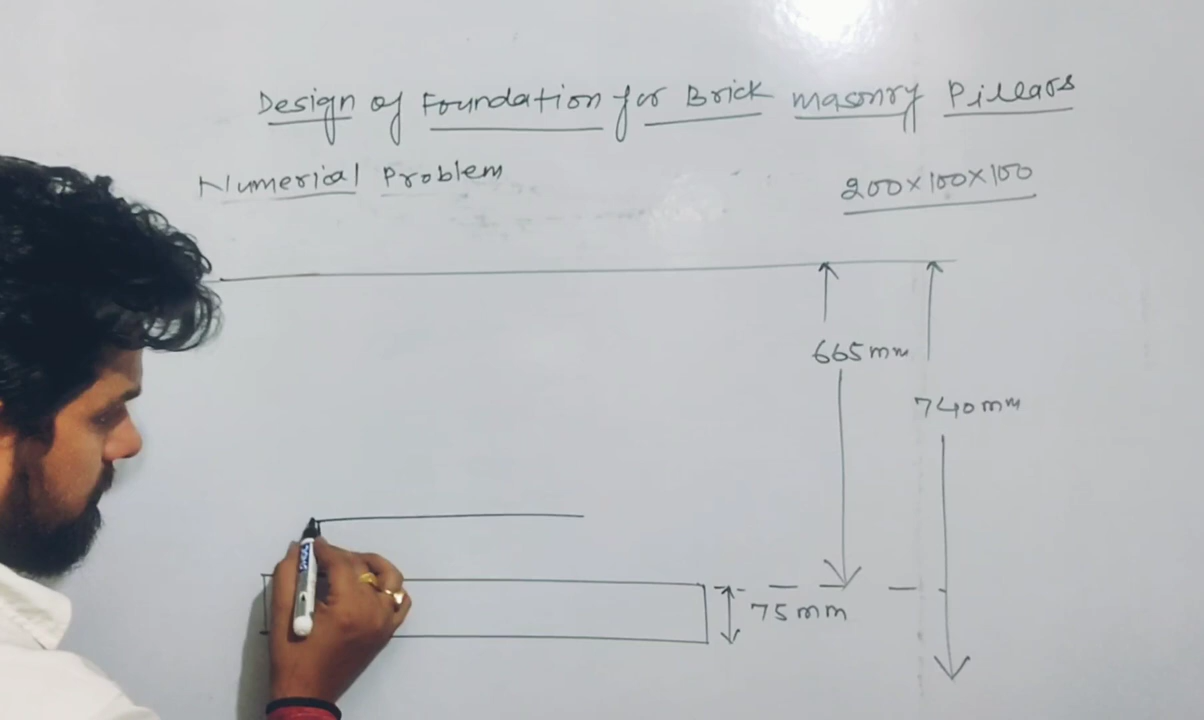 Design of Foundation for Brick masonry Pillars
Numerical Problem
200×100×100
665mm
740mm
75mm